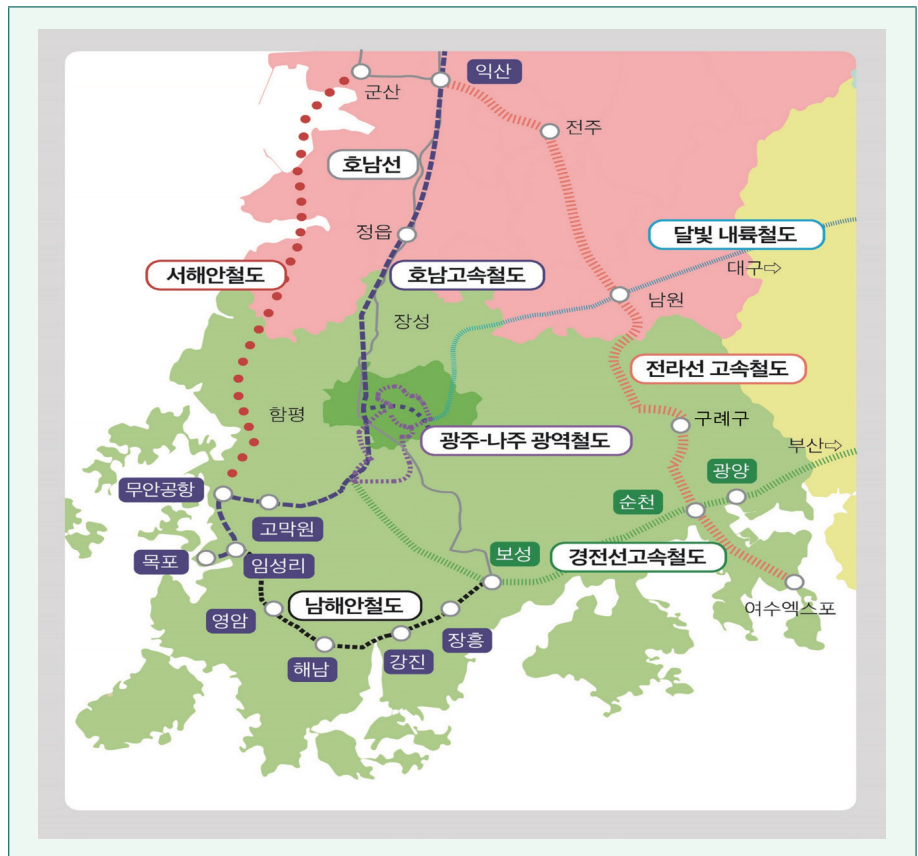 익산
군산
전주
호남선
정읍
달빛 내륙철도
대구⇨
서해안철도
호남고속철도
남원
장성
전라선 고속철도
함평
구례구
광주-나주 광역철도
부산⇨
광양
무안공항
순천
고막원
보성
경전선고속철도
목포
임성리
여수엑스포
남해안철도
영암
장흥
해남
강진